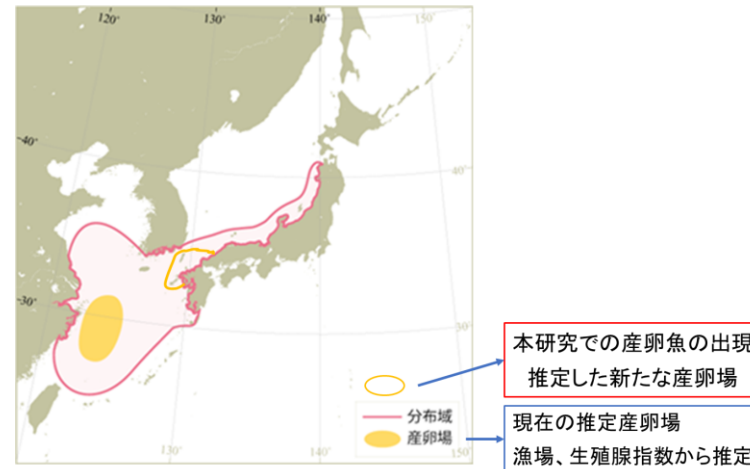 120°
130°
140°
150°
40°
40°
30°
30°
本研究での産卵魚の出現
推定した新たな産卵場
分布域
産卵場
現在の推定産卵場
漁場、生殖腺指数から推定
130°
140°